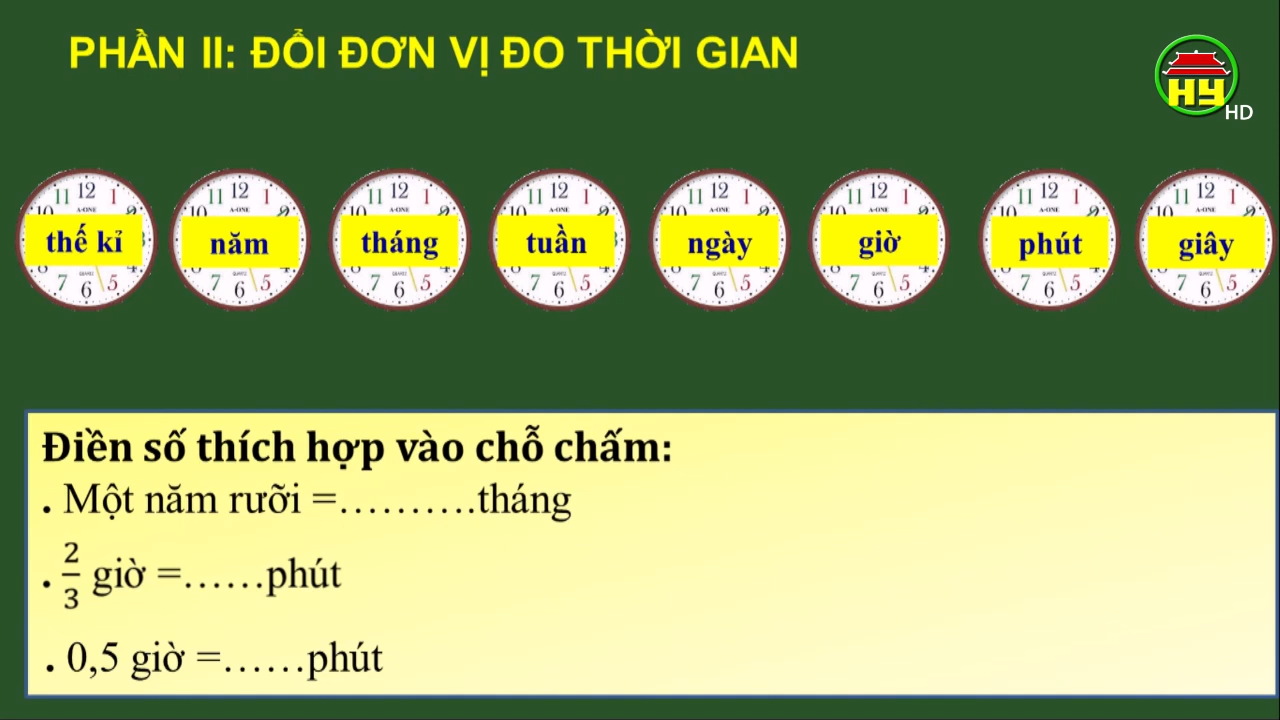 PHẦN II: ĐỔI ĐƠN VỊ ĐO THỜI GIAN
HY HD
thế kỉ năm tháng tuần ngày giờ phút giây
Điền số thích hợp vào chỗ chấm:
. Một năm rưỡi =……….tháng
. 2/3 giờ =……phút
. 0,5 giờ =……phút